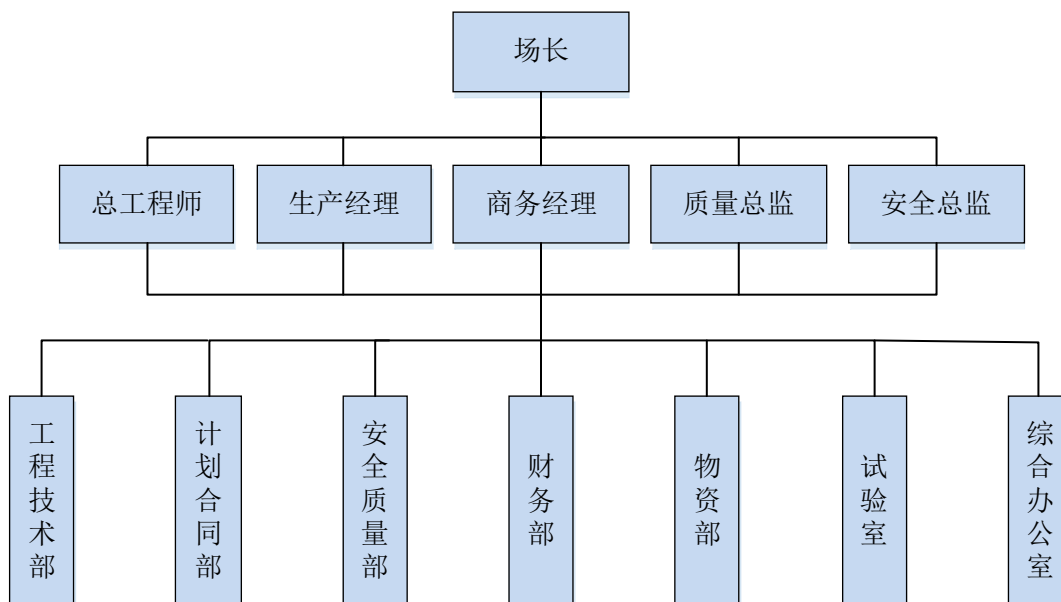 场长
总工程师
生产经理
商务经理
质量总监
安全总监
工程技术部
计划合同部
安全质量部
财务部
物资部
试验室
综合办公室